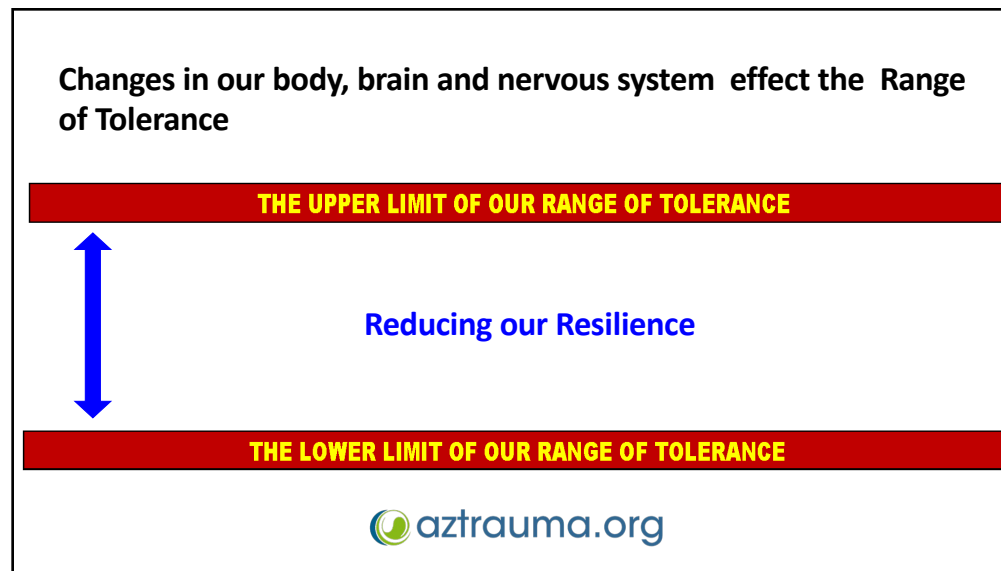 Changes in our body, brain and nervous system  effect the  Range
of Tolerance
THE UPPER LIMIT OF OUR RANGE OF TOLERANCE
Reducing our Resilience
THE LOWER LIMIT OF OUR RANGE OF TOLERANCE
aztrauma.org